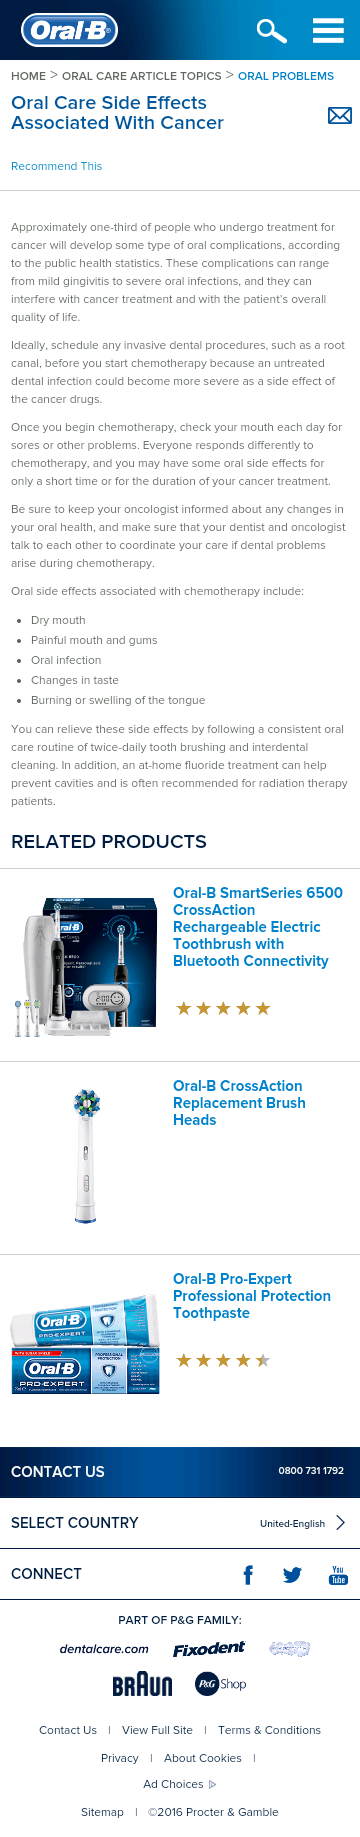 Oral-B
HOME > ORAL CARE ARTICLE TOPICS > ORAL PROBLEMS
Oral Care Side Effects
Associated With Cancer
Recommend This
Approximately one-third of people who undergo treatment for
cancer will develop some type of oral complications, according
to the public health statistics. These complications can range
from mild gingivitis to severe oral infections, and they can
interfere with cancer treatment and with the patient's overall
quality of life.
Ideally, schedule any invasive dental procedures, such as a root
canal, before you start chemotherapy because an untreated
dental infection could become more severe as a side effect of
the cancer drugs.
Once you begin chemotherapy, check your mouth each day for
sores or other problems. Everyone responds differently to
chemotherapy, and you may have some oral side effects for
only a short time or for the duration of your cancer treatment.
Be sure to keep your oncologist informed about any changes in
your oral health, and make sure that your dentist and oncologist
talk to each other to coordinate your care if dental problems
arise during chemotherapy.
Oral side effects associated with chemotherapy include:
• Dry mouth
• Painful mouth and gums
• Oral infection
• Changes in taste
• Burning or swelling of the tongue
You can relieve these side effects by following a consistent oral
care routine of twice-daily tooth brushing and interdental
cleaning. In addition, an at-home fluoride treatment can help
prevent cavities and is often recommended for radiation therapy
patients.
RELATED PRODUCTS
Oral-B SmartSeries 6500
CrossAction
Rechargeable Electric
Toothbrush with
Bluetooth Connectivity
Oral-B
Oral-B CrossAction
Replacement Brush
Heads
Oral-B Pro-Expert
Professional Protection
Toothpaste
Oral-B
PRO-EXPERT
PROFESSIONAL
PROTECTION
Oral-B
PRO-EXPERT
PROFESSIONAL
PROTECTION
CONTACT US
0800 731 1792
SELECT COUNTRY
United-English
CONNECT
You
Tube
PART OF P&G FAMILY:
dentalcare.com
Fixodent
BRAUN
P&G Shop
Contact Us | View Full Site | Terms & Conditions
Privacy | About Cookies |
Ad Choices
Sitemap | ©2016 Procter & Gamble